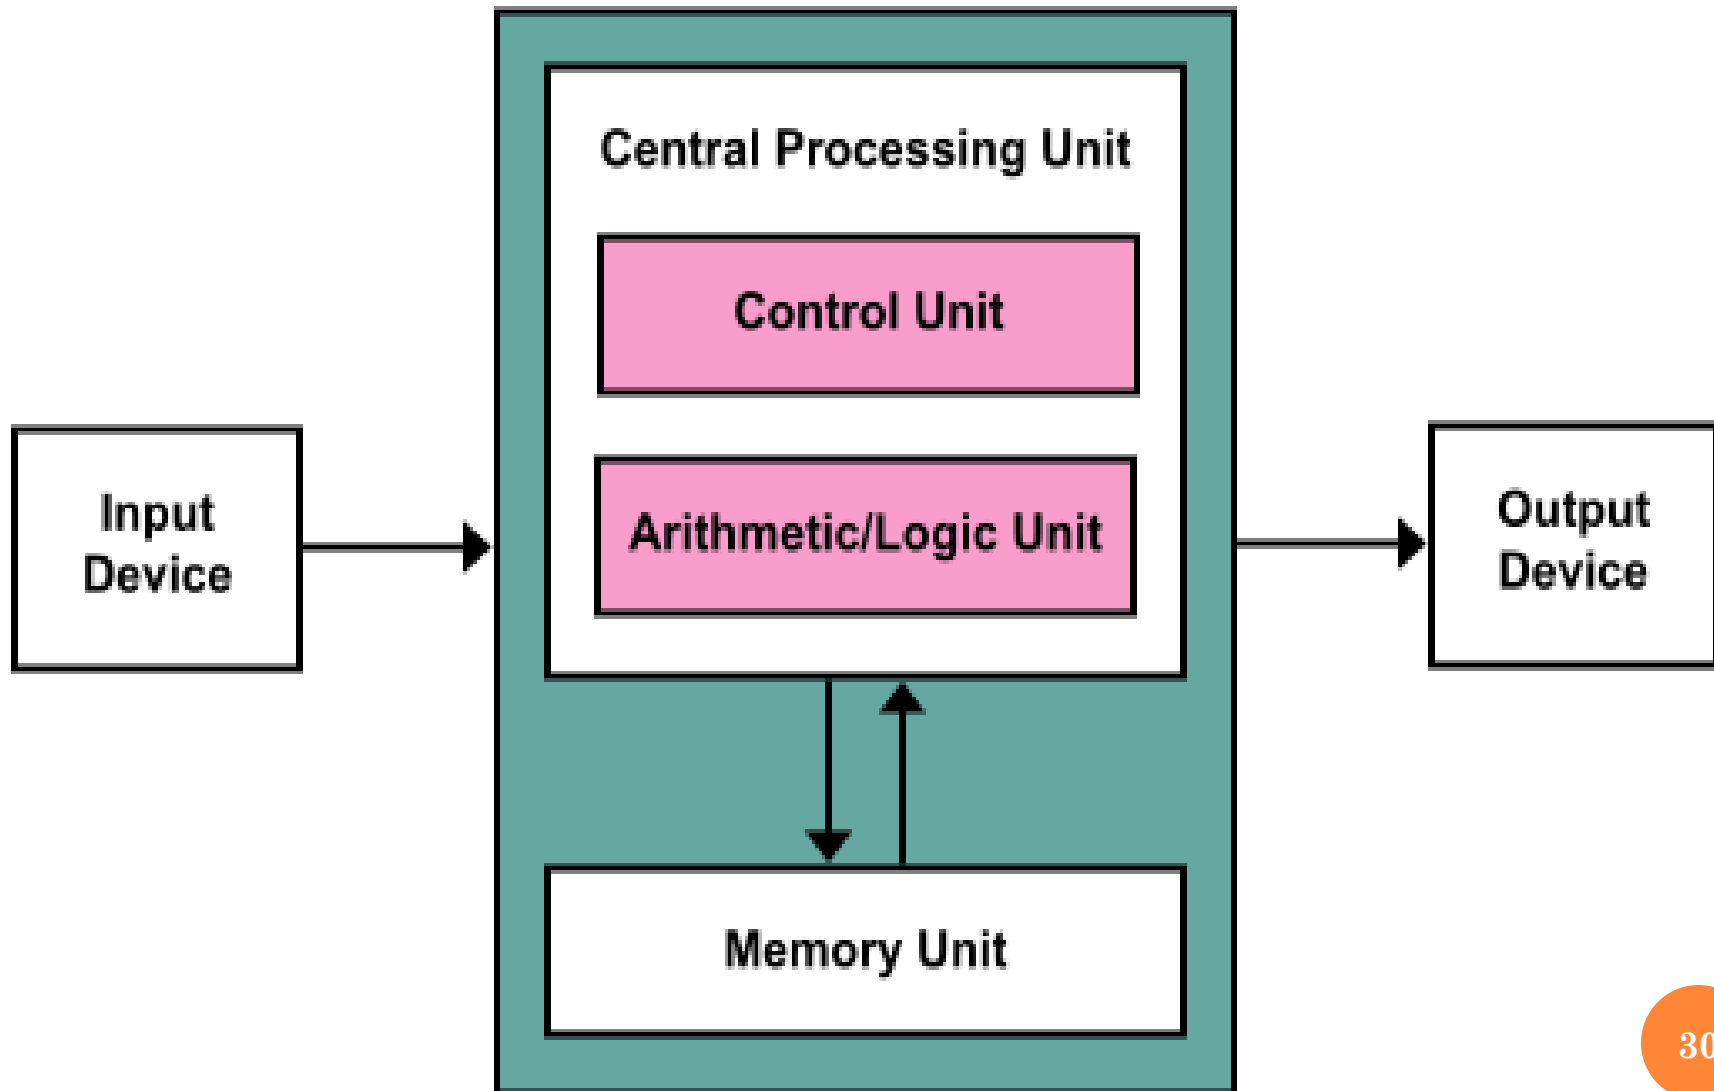 Central Processing Unit
Control Unit
Arithmetic/Logic Unit
Input
Device
Output
Device
Memory Unit
30